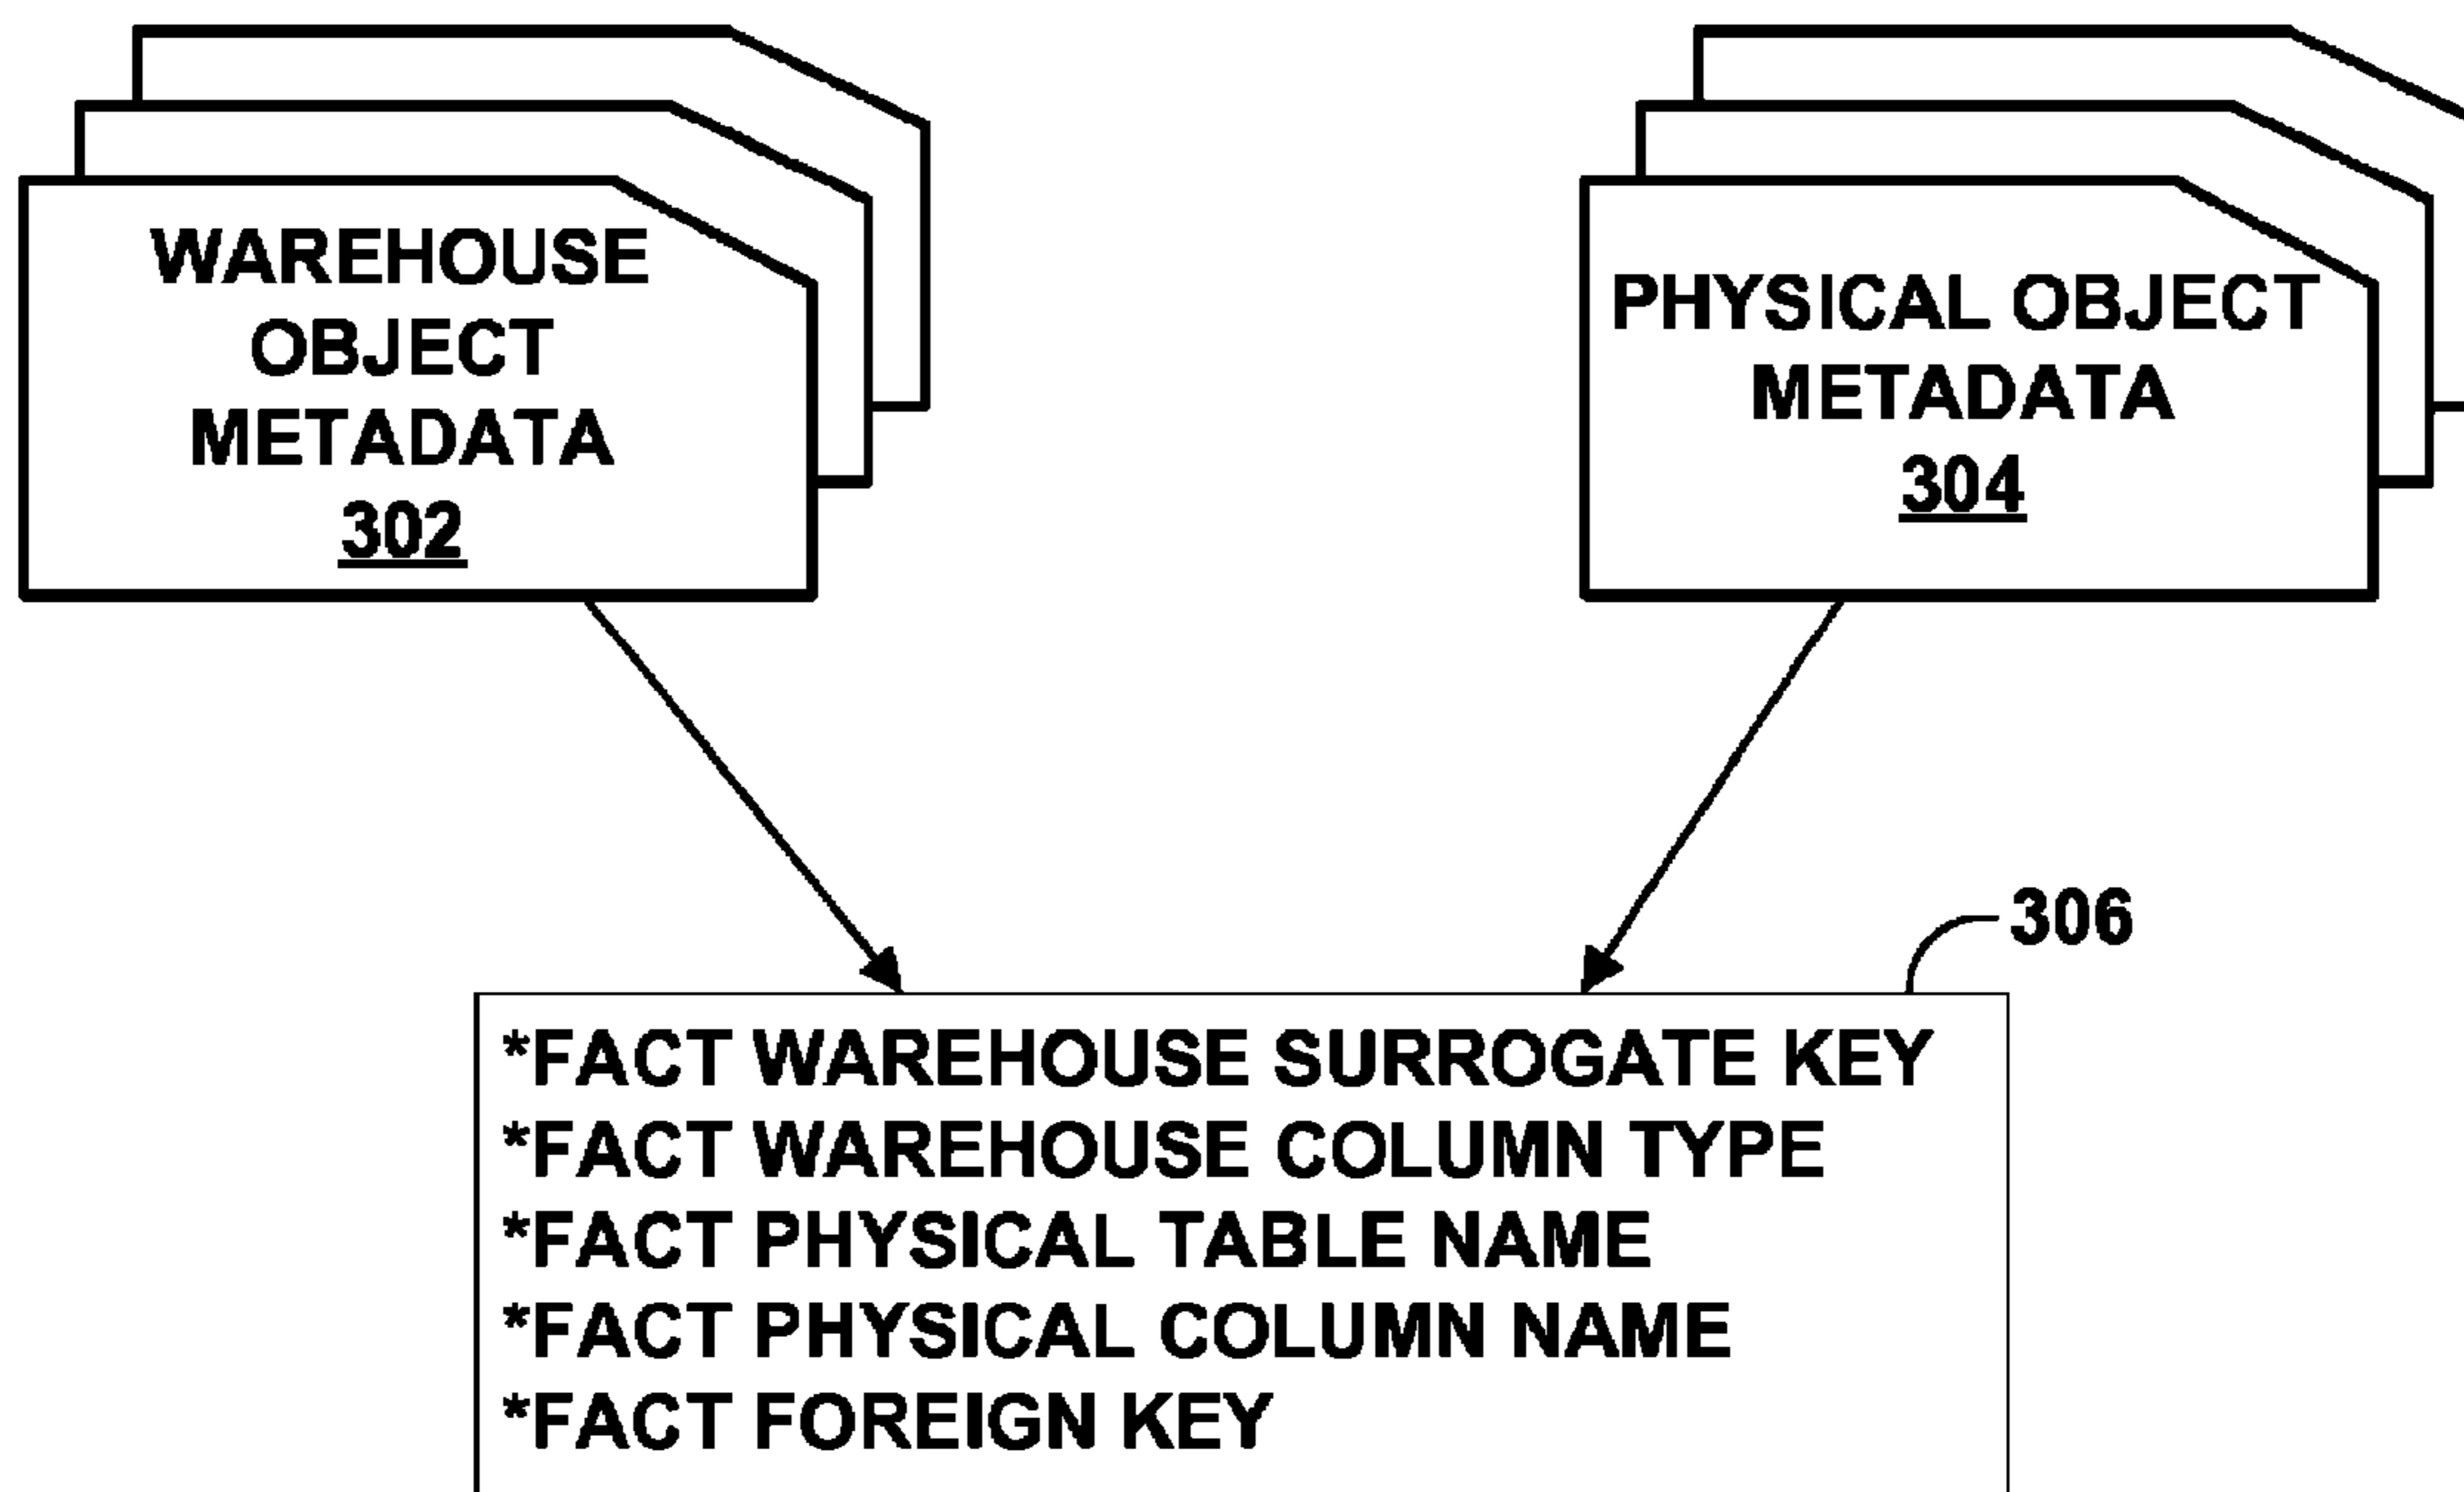 WAREHOUSE
OBJECT
METADATA
302
PHYSICAL OBJECT
METADATA
304
306
*FACT WAREHOUSE SURROGATE KEY
*FACT WAREHOUSE COLUMN TYPE
*FACT PHYSICAL TABLE NAME
*FACT PHYSICAL COLUMN NAME
*FACT FOREIGN KEY